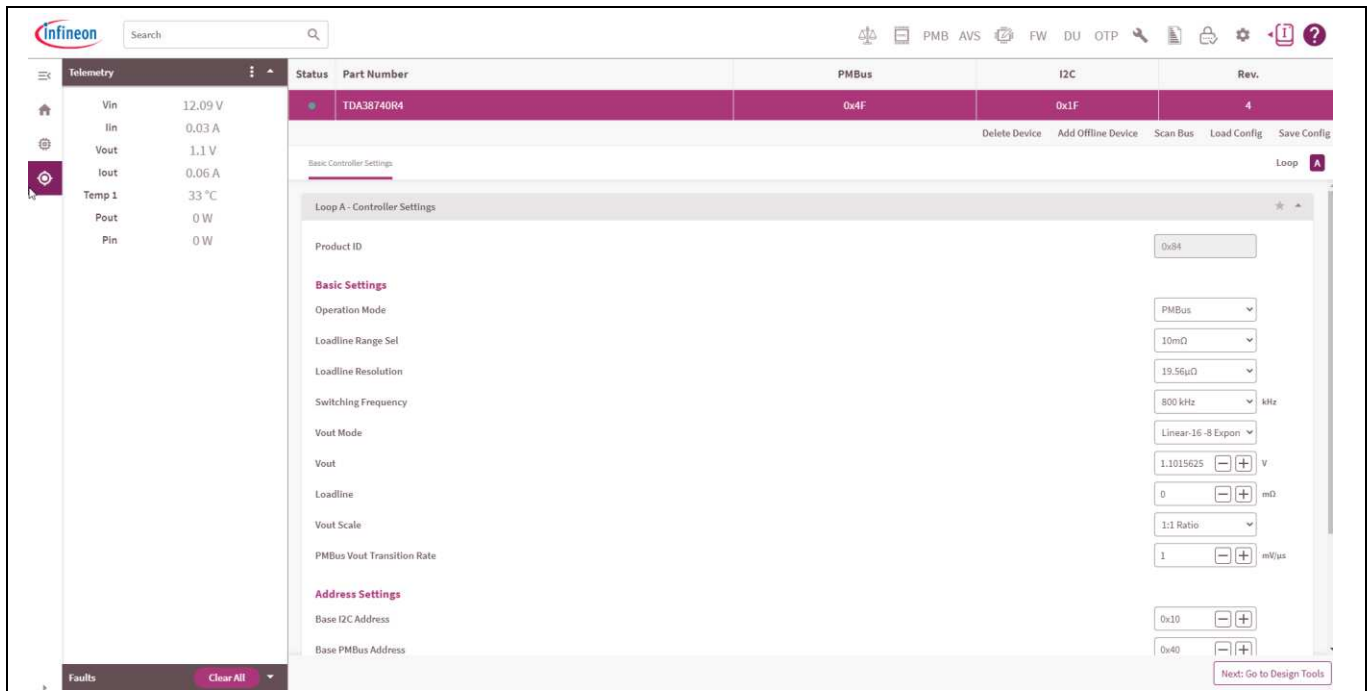 infineon
Search
PMB AVS FW DU OTP
Telemetry
Vin 12.09 V
Iin 0.03 A
Vout 1.1 V
Iout 0.06 A
Temp 1 33 °C
Pout 0 W
Pin 0 W
Faults Clear All
Status Part Number PMBus I2C Rev.
TDA38740R4 0x4F 0x1F 4
Delete Device Add Offline Device Scan Bus Load Config Save Config
Basic Controller Settings Loop A
Loop A - Controller Settings
Product ID 0x84
Basic Settings
Operation Mode PMBus
Loadline Range Sel 10mΩ
Loadline Resolution 19.56µΩ
Switching Frequency 800 kHz kHz
Vout Mode Linear-16 -8 Expon
Vout 1.1015625 V
Loadline 0 mΩ
Vout Scale 1:1 Ratio
PMBus Vout Transition Rate 1 mV/µs
Address Settings
Base I2C Address 0x10
Base PMBus Address 0x40
Next: Go to Design Tools